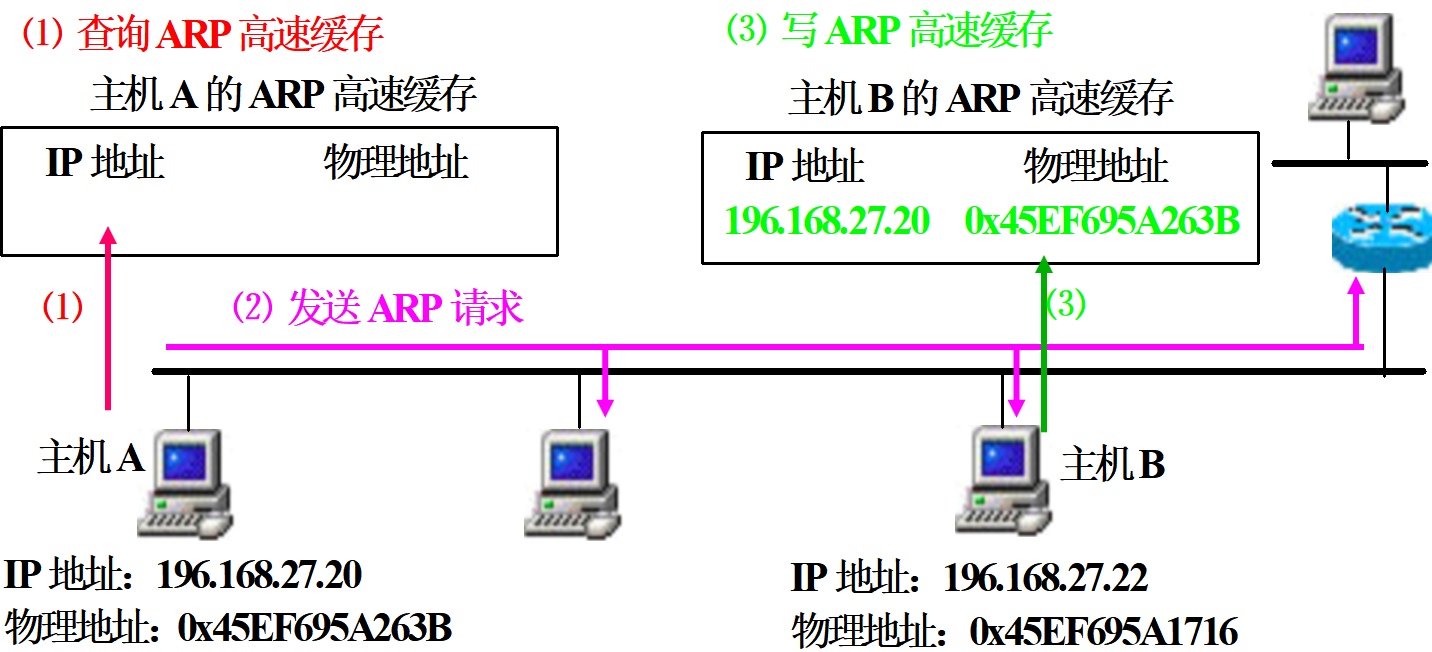 (1) 查询 ARP 高速缓存
主机 A 的 ARP 高速缓存
IP 地址 物理地址
(3) 写 ARP 高速缓存
主机 B 的 ARP 高速缓存
IP 地址 物理地址
196.168.27.20 0x45EF695A263B
(1)
(2) 发送 ARP 请求
(3)
主机 A
主机 B
IP 地址：196.168.27.20
物理地址：0x45EF695A263B
IP 地址：196.168.27.22
物理地址：0x45EF695A1716